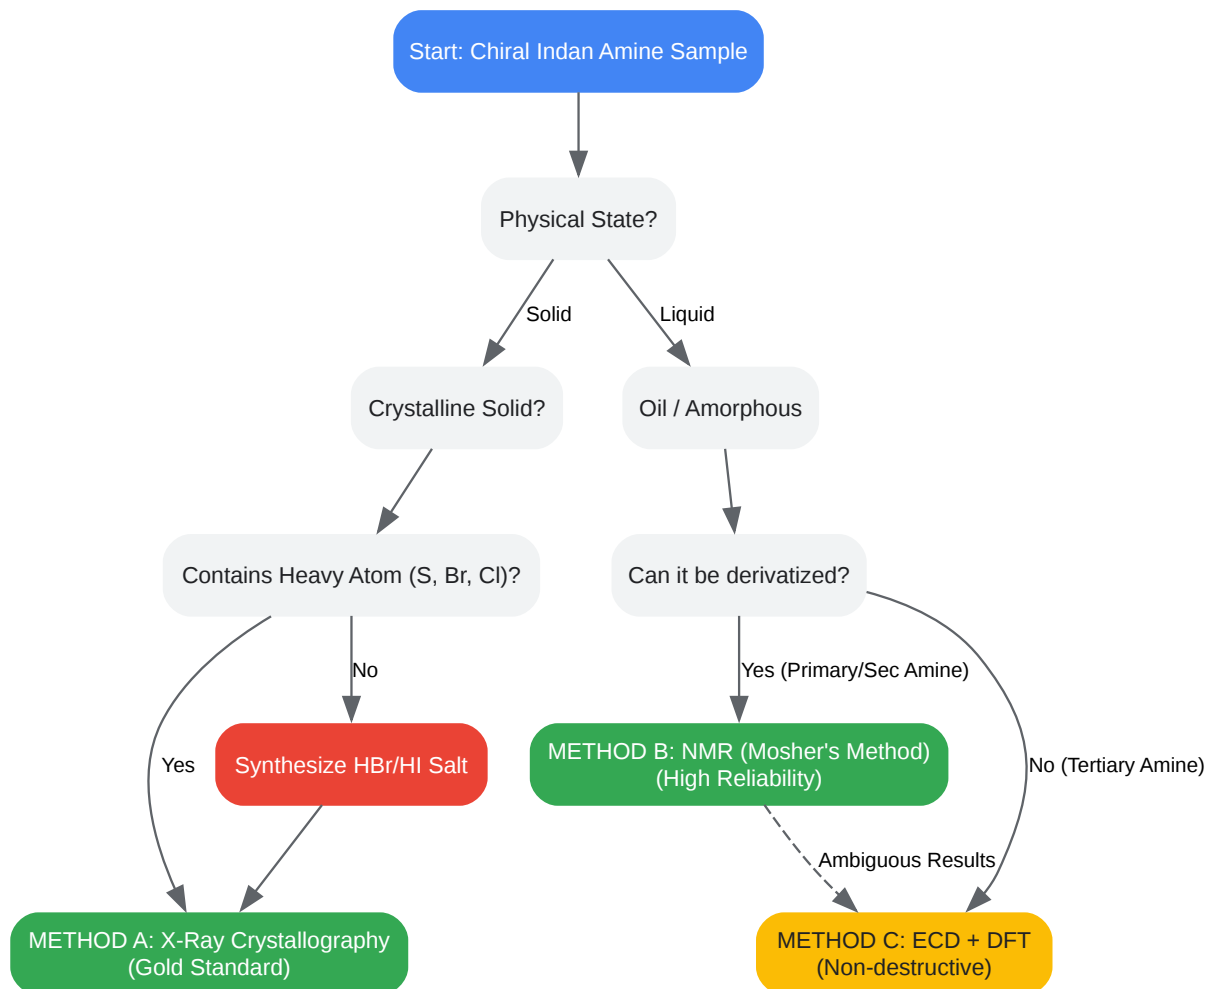 Start: Chiral Indan Amine Sample
Physical State?
Solid
Liquid
Crystalline Solid?
Oil / Amorphous
Contains Heavy Atom (S, Br, Cl)?
Can it be derivatized?
No
Yes (Primary/Sec Amine)
Yes
Synthesize HBr/HI Salt
METHOD B: NMR (Mosher's Method)
(High Reliability)
No (Tertiary Amine)
Ambiguous Results
METHOD A: X-Ray Crystallography
(Gold Standard)
METHOD C: ECD + DFT
(Non-destructive)